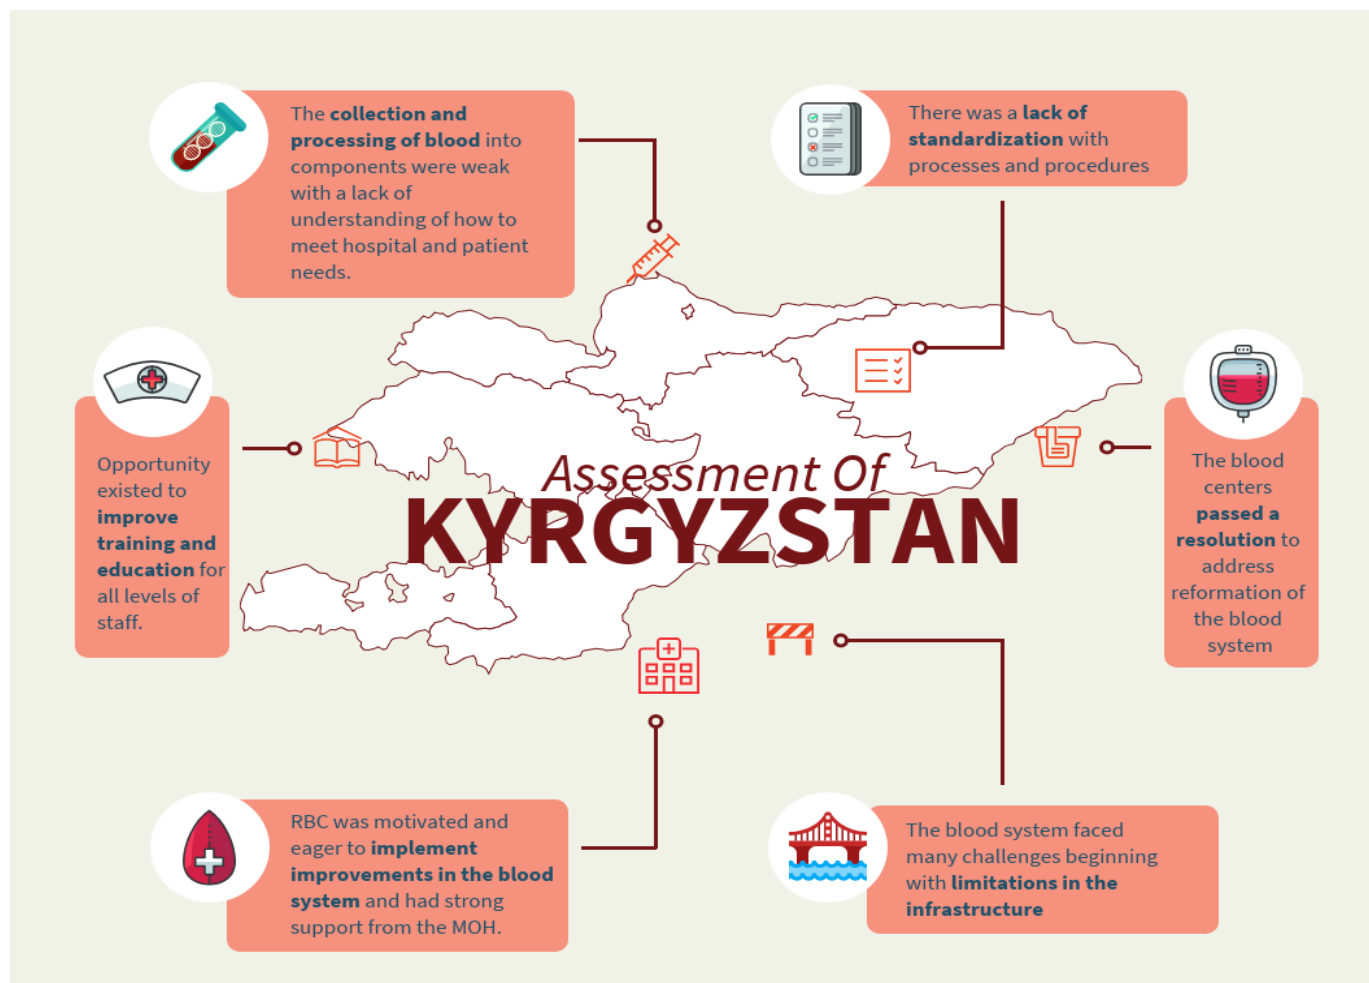 The collection and
processing of blood into
components were weak
with a lack of
understanding of how to
meet hospital and patient
needs.
There was a lack of
standardization with
processes and procedures
Opportunity
existed to
improve
training and
education for
all levels of
staff.
Assessment Of
KYRGYZSTAN
The blood
centers
passed a
resolution to
address
reformation of
the blood
system
RBC was motivated and
eager to implement
improvements in the blood
system and had strong
support from the MOH.
The blood system faced
many challenges beginning
with limitations in the
infrastructure